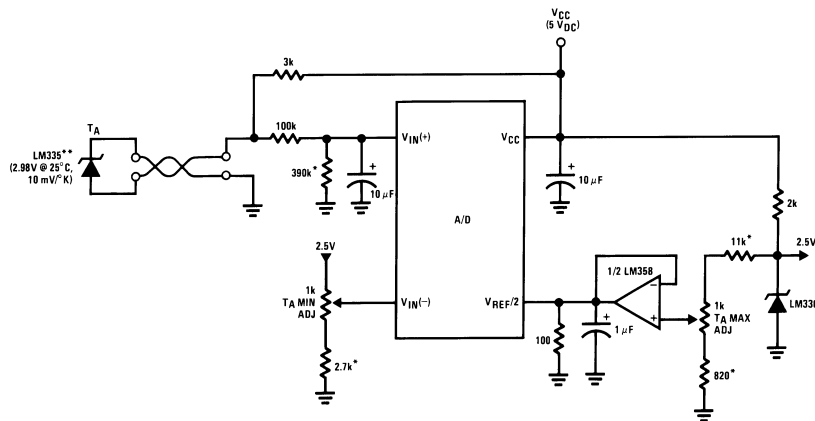 VCC
(5 VDC)
3k
TA
100k
LM335**
(2.98V @ 25°C,
10 mV/°K)
390k*
+
10 μF
VIN(+)
VCC
A/D
+
10 μF
2k
2.5V
1k
TA MIN
ADJ
2.7k*
VIN(−)
VREF/2
100
+
1 μF
1/2 LM358
−
+
11k*
1k
TA MAX
ADJ
820*
2.5V
LM336